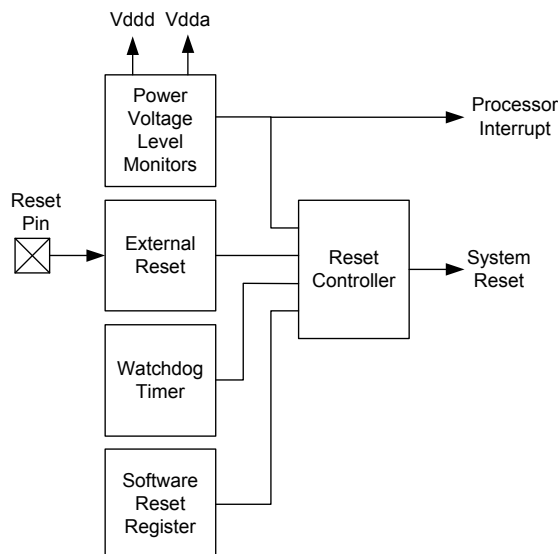 Vddd Vdda
Power
Voltage
Level
Monitors
Processor
Interrupt
Reset
Pin
External
Reset
Reset
Controller
System
Reset
Watchdog
Timer
Software
Reset
Register